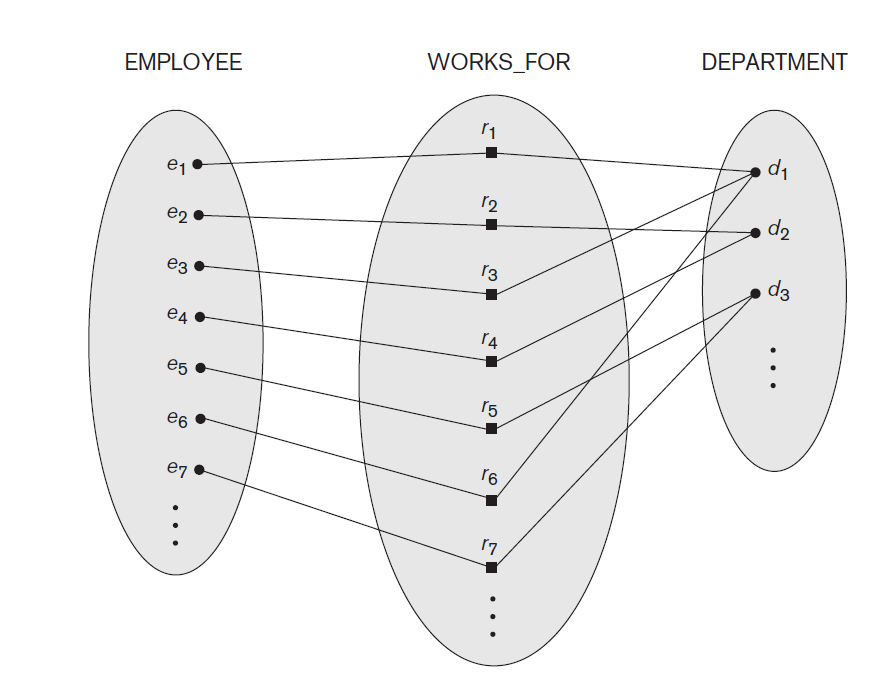 EMPLOYEE WORKS_FOR DEPARTMENT
e1
e2
e3
e4
e5
e6
e7
r1
r2
r3
r4
r5
r6
r7
d1
d2
d3